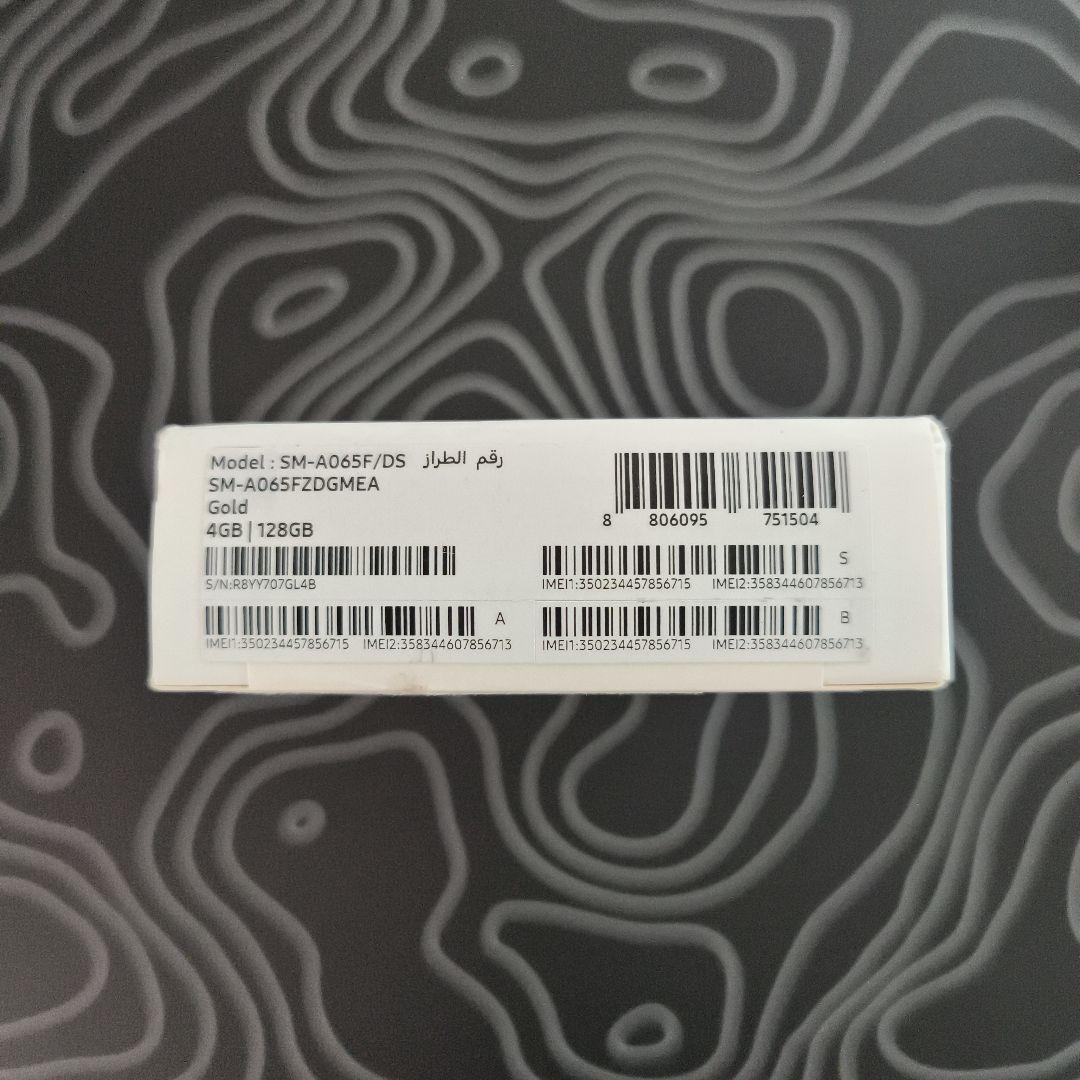 Model : SM-A065F/DS رقم الطراز
SM-A065FZDGMEA
Gold
4GB | 128GB
8 806095 751504
S/N:R8YY707GL4B
IMEI1:350234457856715 IMEI2:358344607856713 S
IMEI1:350234457856715 IMEI2:358344607856713 A
IMEI1:350234457856715 IMEI2:358344607856713 B